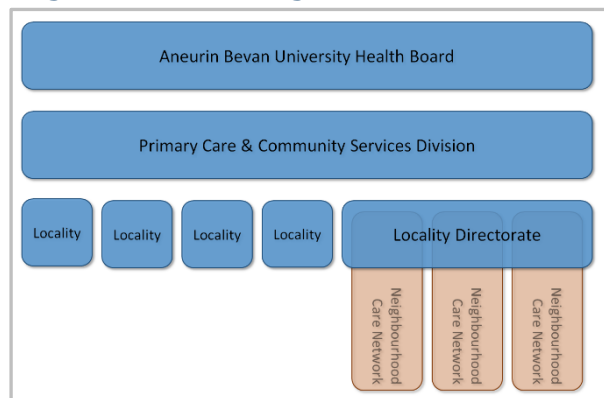 Aneurin Bevan University Health Board
Primary Care & Community Services Division
Locality
Locality
Locality
Locality
Locality Directorate
Neighbourhood
Care Network
Neighbourhood
Care Network
Neighbourhood
Care Network